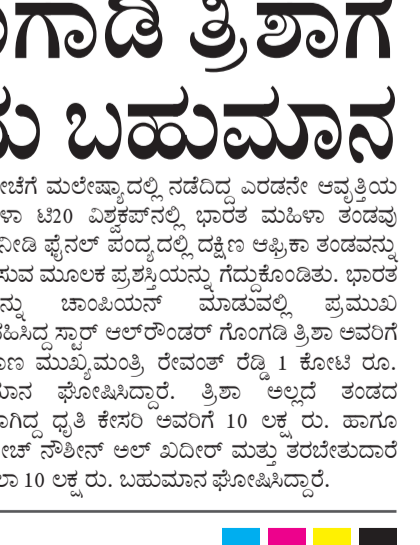 ಗಾಡಿ ತ್ರಿಶಾಗೆ
ಬಹುಮಾನ
ಮಲೇಷ್ಯಾದಲ್ಲಿ ನಡೆದಿದ್ದ ಎರಡನೇ ಆವೃತ್ತಿಯ
ಟಿ20 ವಿಶ್ವಕಪ್‌ನಲ್ಲಿ ಭಾರತ ಮಹಿಳಾ ತಂಡವು
ನೀಡಿ ಫೈನಲ್ ಪಂದ್ಯದಲ್ಲಿ ದಕ್ಷಿಣ ಆಫ್ರಿಕಾ ತಂಡವನ್ನು
ಸುವ ಮೂಲಕ ಪ್ರಶಸ್ತಿಯನ್ನು ಗೆದ್ದುಕೊಂಡಿತು. ಭಾರತ
ಚಾಂಪಿಯನ್ ಮಾಡುವಲ್ಲಿ ಪ್ರಮುಖ
ಹಿಸಿದ್ದ ಸ್ಟಾರ್ ಆಲ್‌ರೌಂಡರ್ ಗೊಂಗಡಿ ತ್ರಿಶಾ ಅವರಿಗೆ
ಮುಖ್ಯಮಂತ್ರಿ ರೇವಂತ್ ರೆಡ್ಡಿ 1 ಕೋಟಿ ರೂ.
ಘೋಷಿಸಿದ್ದಾರೆ. ತ್ರಿಶಾ ಅಲ್ಲದೆ ತಂಡದ
ಗಿದ್ದ ಧೃತಿ ಕೇಸರಿ ಅವರಿಗೆ 10 ಲಕ್ಷ ರು. ಹಾಗೂ
ನೌಶೀನ್ ಅಲ್ ಖದೀರ್ ಮತ್ತು ತರಬೇತುದಾರೆ
10 ಲಕ್ಷ ರು. ಬಹುಮಾನ ಘೋಷಿಸಿದ್ದಾರೆ.